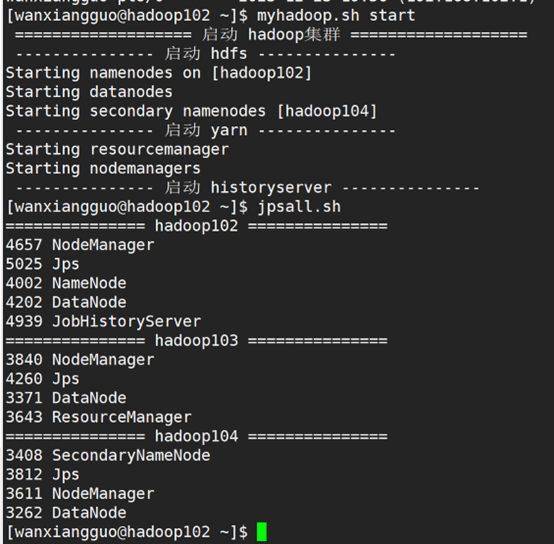 [wanxiangguo@hadoop102 ~]$ myhadoop.sh start
=================== 启动 hadoop集群 ===================
--------------- 启动 hdfs ---------------
Starting namenodes on [hadoop102]
Starting datanodes
Starting secondary namenodes [hadoop104]
--------------- 启动 yarn ---------------
Starting resourcemanager
Starting nodemanagers
--------------- 启动 historyserver ---------------
[wanxiangguo@hadoop102 ~]$ jpsall.sh
=============== hadoop102 ===============
4657 NodeManager
5025 Jps
4002 NameNode
4202 DataNode
4939 JobHistoryServer
=============== hadoop103 ===============
3840 NodeManager
4260 Jps
3371 DataNode
3643 ResourceManager
=============== hadoop104 ===============
3408 SecondaryNameNode
3812 Jps
3611 NodeManager
3262 DataNode
[wanxiangguo@hadoop102 ~]$